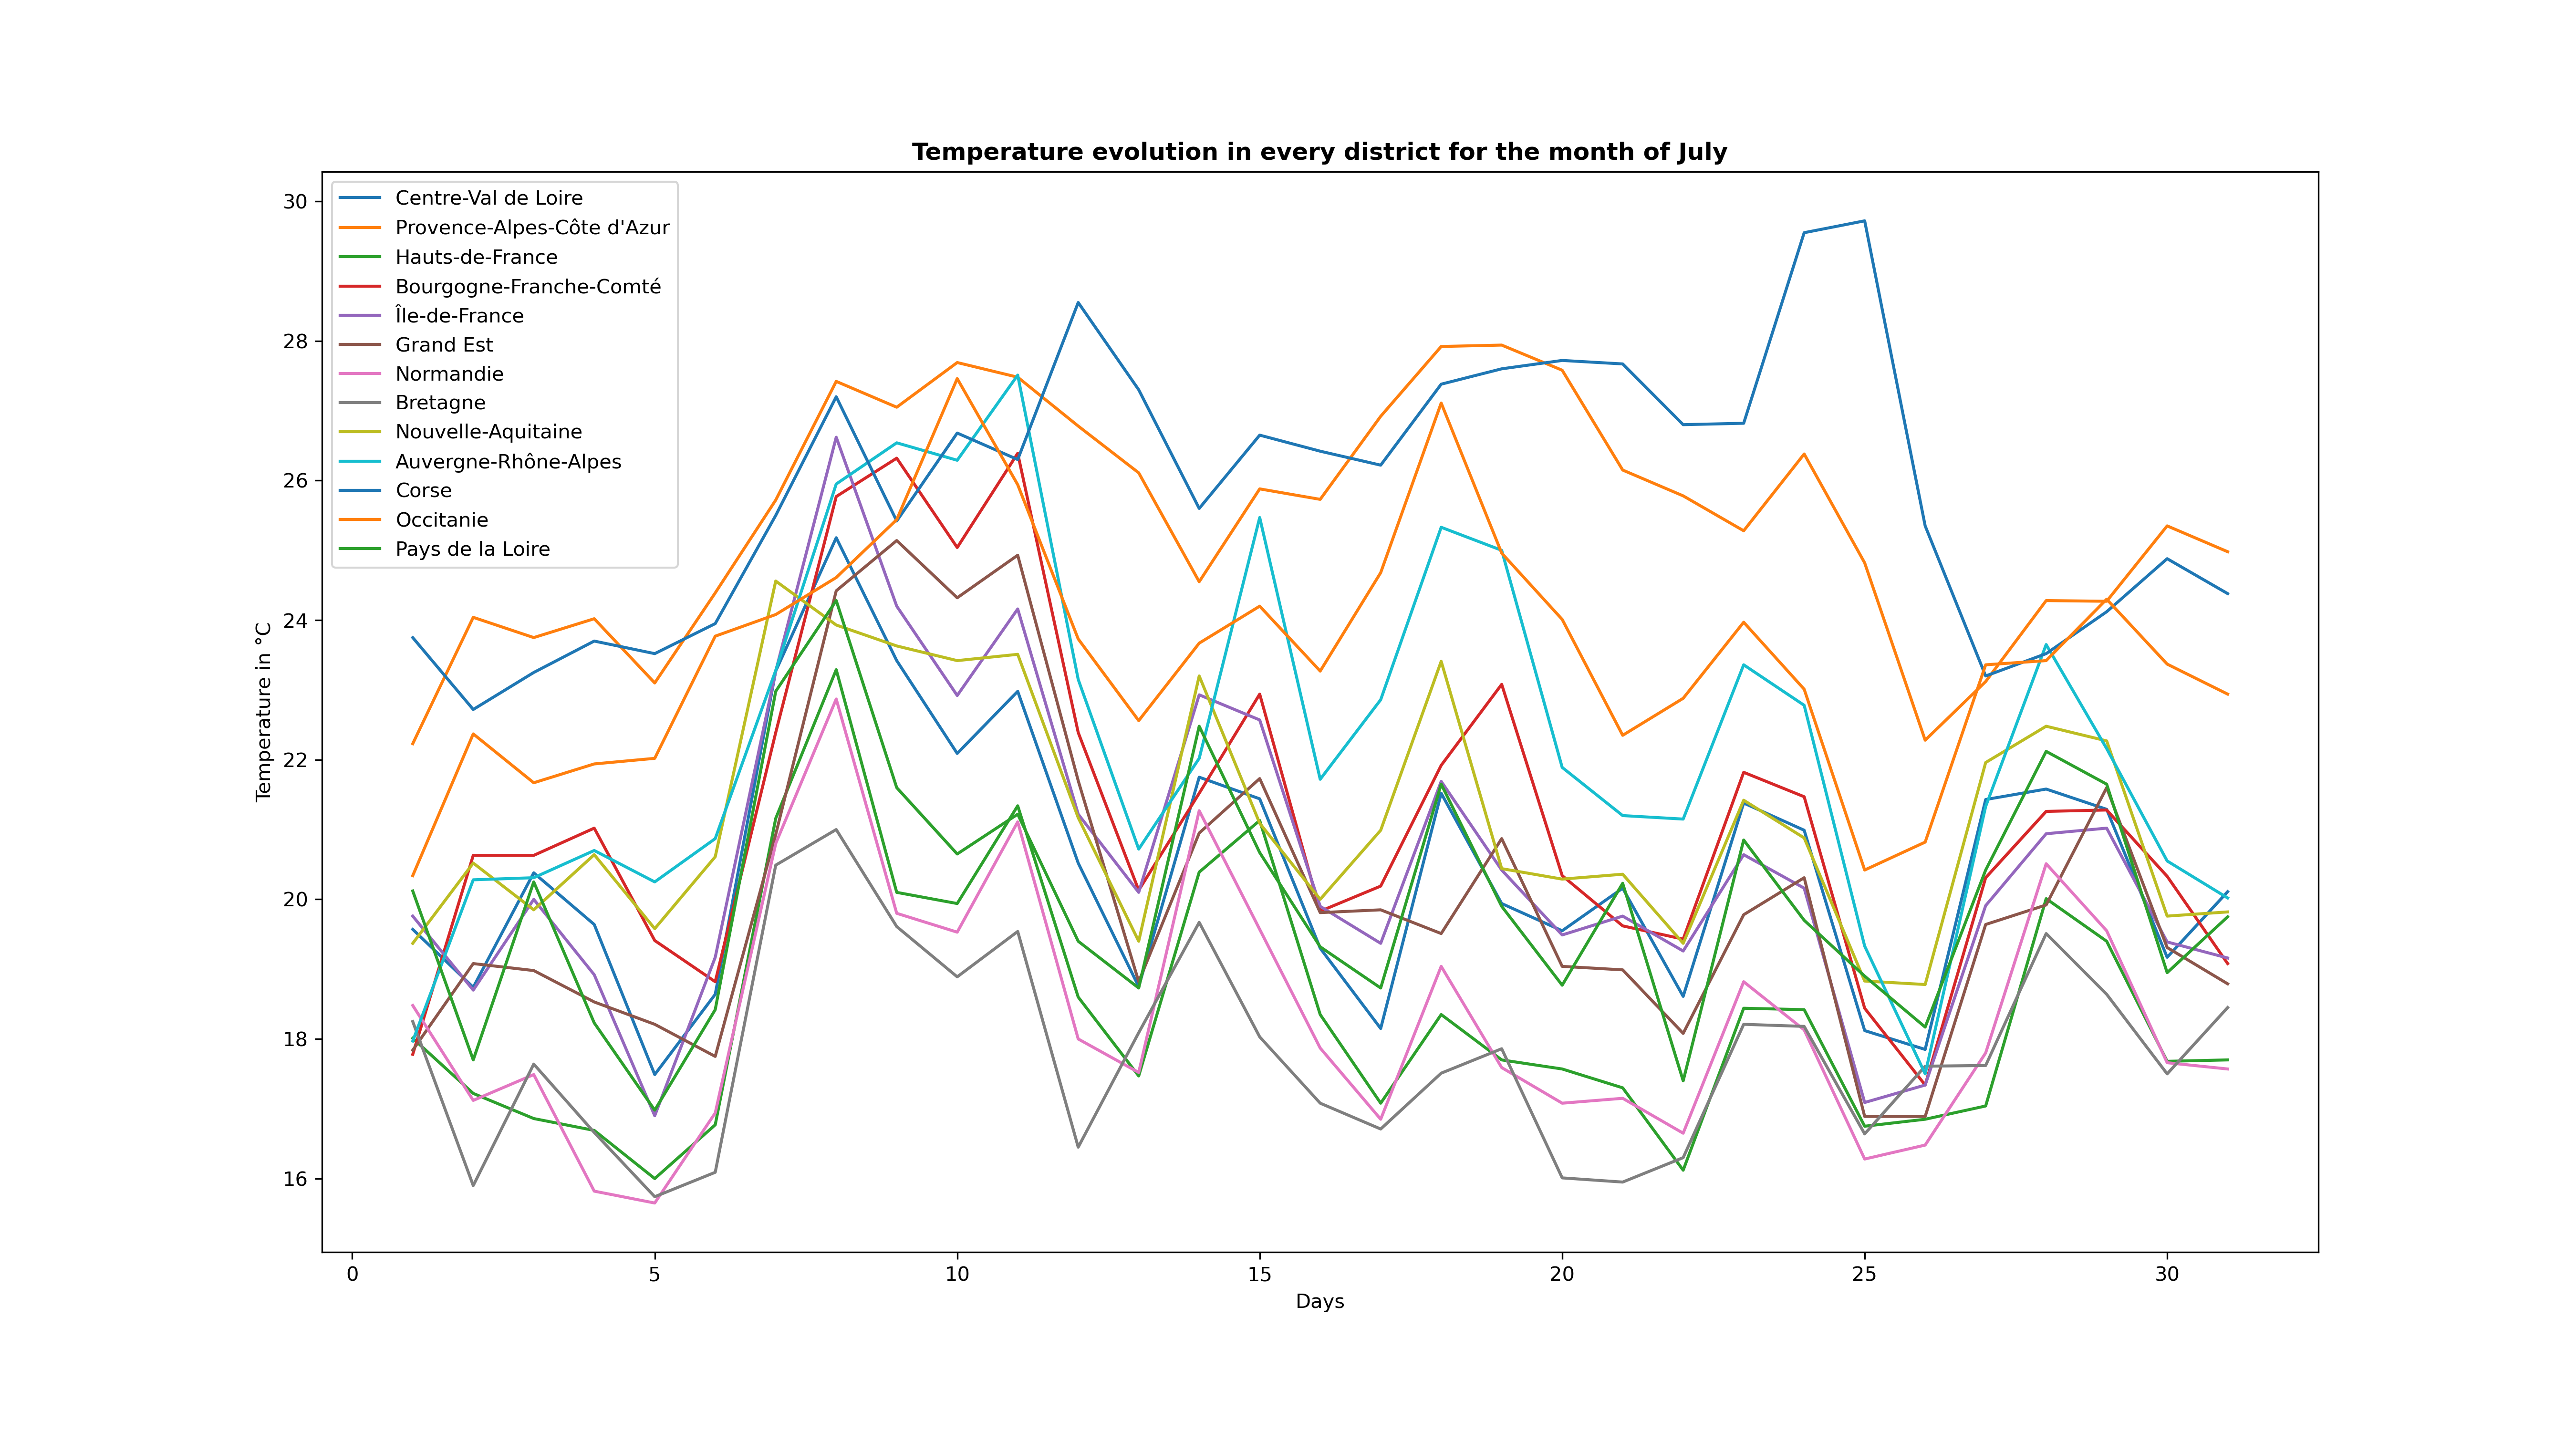 Temperature evolution in every district for the month of July
Centre-Val de Loire
Provence-Alpes-Côte d'Azur
Hauts-de-France
Bourgogne-Franche-Comté
Île-de-France
Grand Est
Normandie
Bretagne
Nouvelle-Aquitaine
Auvergne-Rhône-Alpes
Corse
Occitanie
Pays de la Loire
30
28
26
24
22
20
18
16
Temperature in °C
0 5 10 15 20 25 30
Days